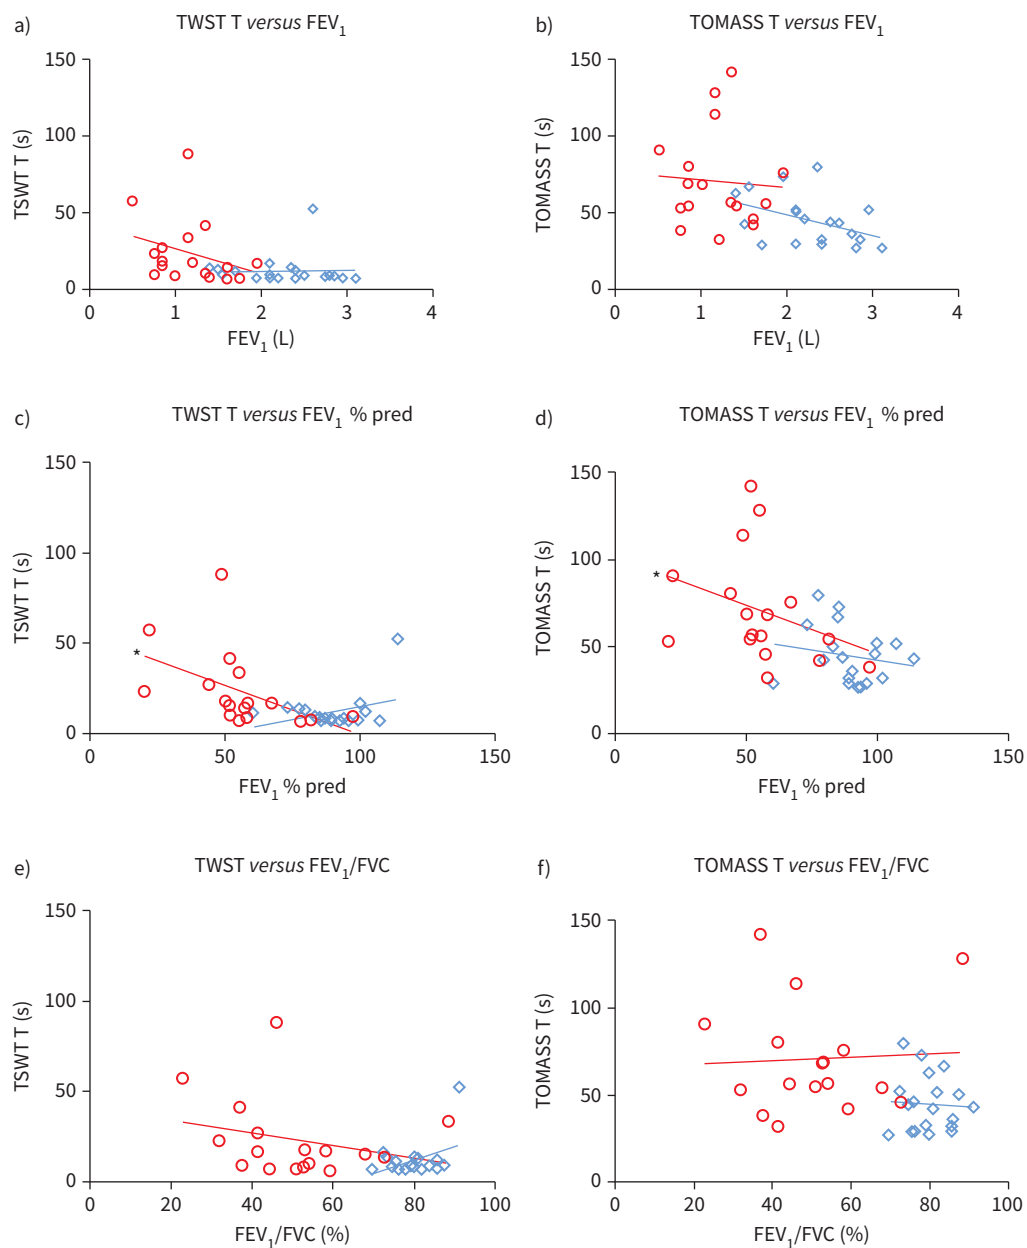 a) TWST T versus FEV1
150
100
50
0
TSWT T (s)
0 1 2 3 4
FEV1 (L)
b) TOMASS T versus FEV1
150
100
50
0
TOMASS T (s)
0 1 2 3 4
FEV1 (L)
c) TWST T versus FEV1 % pred
150
100
50
0
TSWT T (s)
*
0 50 100 150
FEV1 % pred
d) TOMASS T versus FEV1 % pred
150
100
50
0
TOMASS T (s)
*
0 50 100 150
FEV1 % pred
e) TWST versus FEV1/FVC
150
100
50
0
TSWT T (s)
0 20 40 60 80 100
FEV1/FVC (%)
f) TOMASS T versus FEV1/FVC
150
100
50
0
TOMASS T (s)
0 20 40 60 80 100
FEV1/FVC (%)